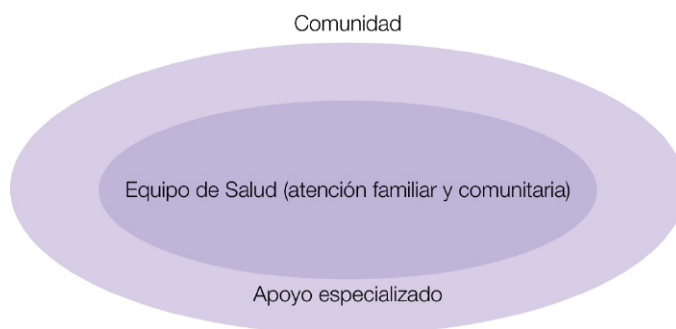 Comunidad
Equipo de Salud (atención familiar y comunitaria)
Apoyo especializado